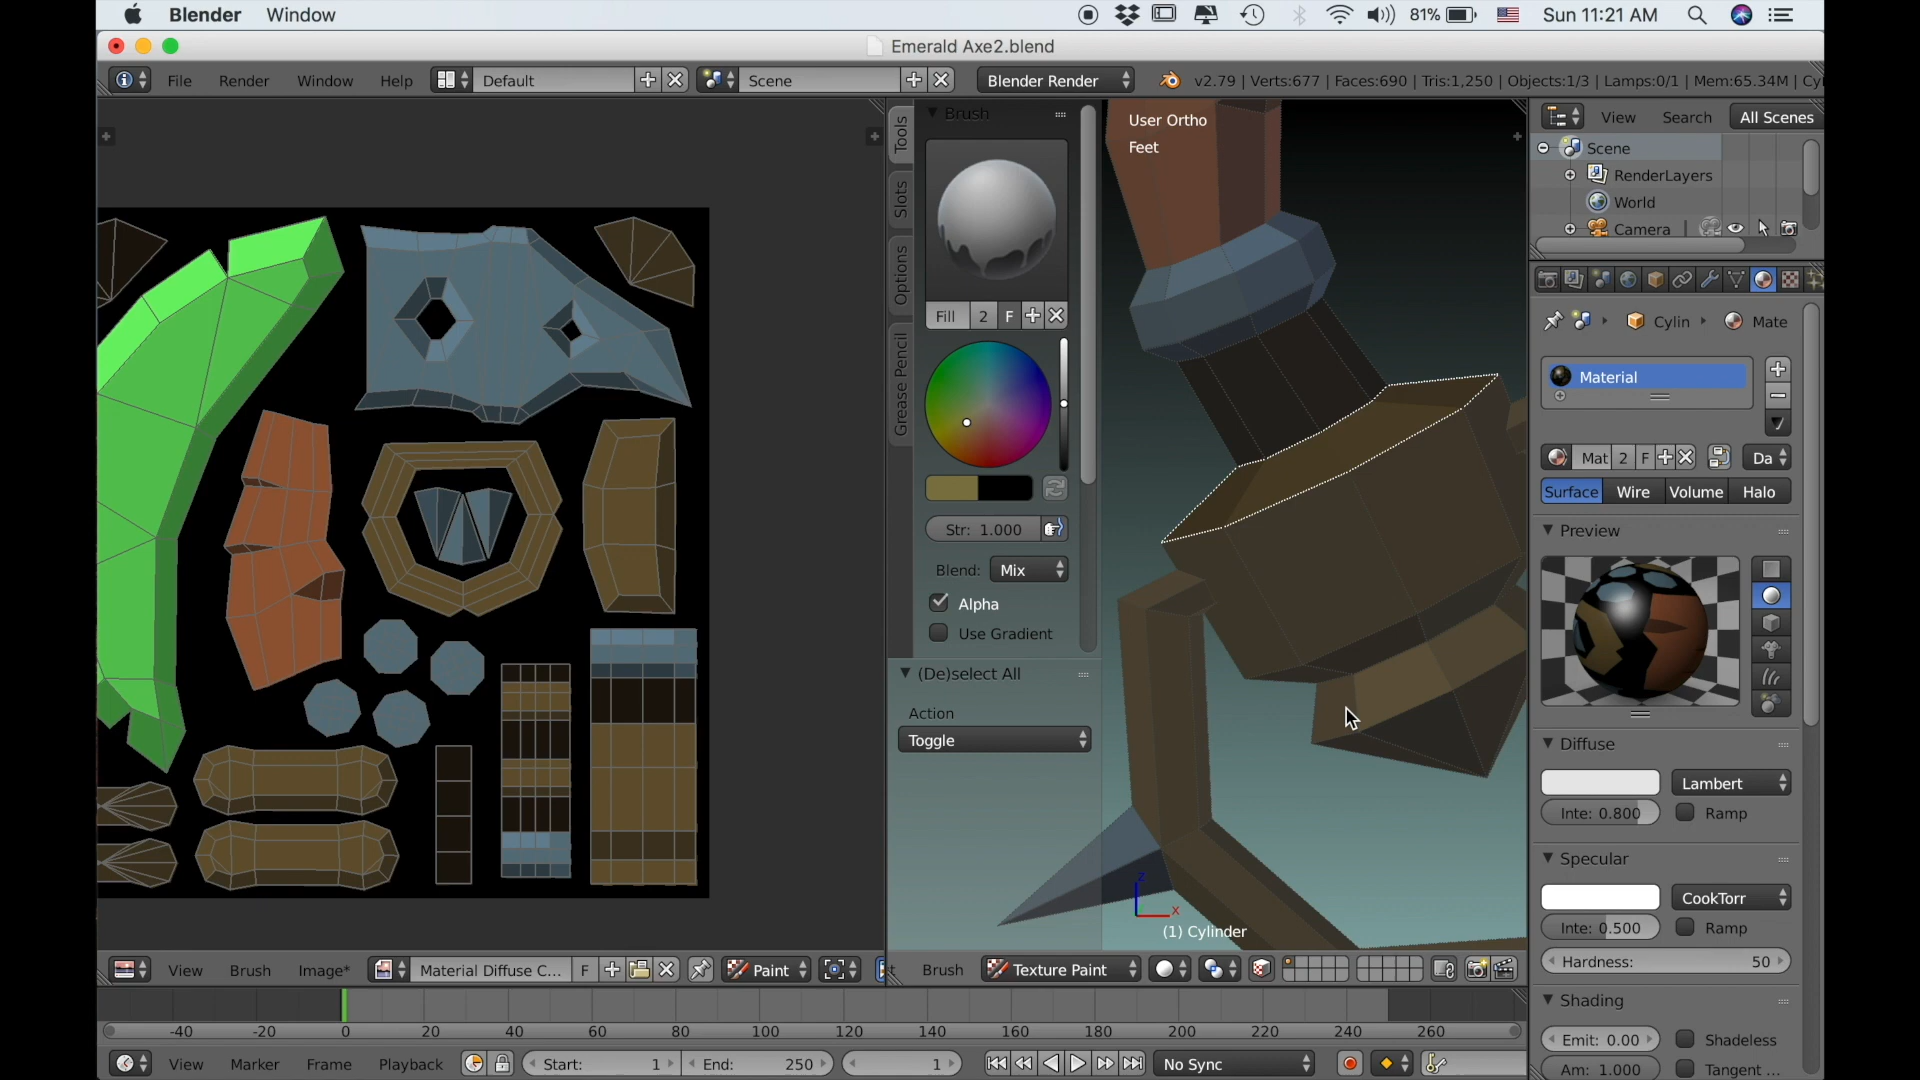 Blender Window 81% Sun 11:21 AM
Emerald Axe2.blend
File Render Window Help Default Scene Blender Render v2.79 | Verts:677 | Faces:690 | Tris:1,250 | Objects:1/3 | Lamps:0/1 | Mem:65.34M | Cy
Tools
Slots
Options
Grease Pencil
Brush
Fill 2 F
Str: 1.000
Blend: Mix
Alpha
Use Gradient
(De)select All
Action
Toggle
User Ortho
Feet
(1) Cylinder
View Search All Scenes
Scene
RenderLayers
World
Camera
Cylin Mate
Material
Mat 2 F Da
Surface Wire Volume Halo
Preview
Diffuse
Lambert
Inte: 0.800 Ramp
Specular
CookTorr
Inte: 0.500 Ramp
Hardness: 50
Shading
Emit: 0.00 Shadeless
Am: 1.000 Tangent ...
View Brush Image* Material Diffuse C... F Paint
Brush Texture Paint
-40 -20 0 20 40 60 80 100 120 140 160 180 200 220 240 260
View Marker Frame Playback Start: 1 End: 250 1 No Sync